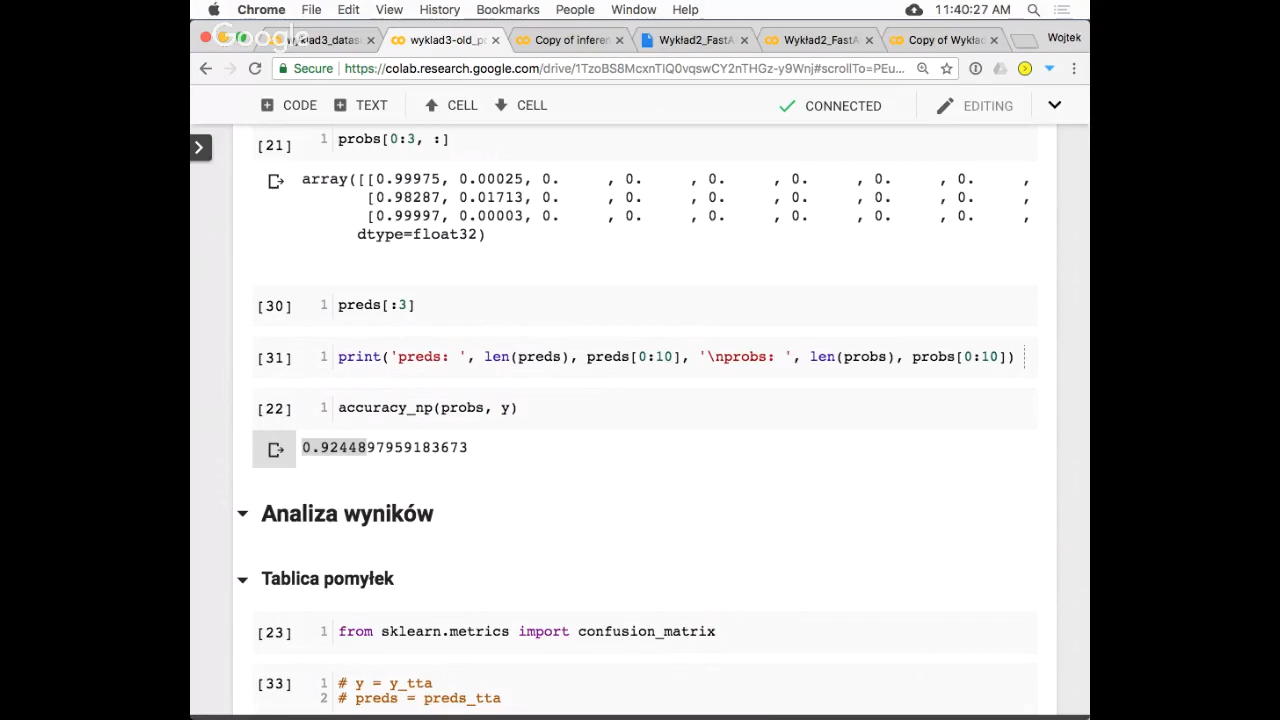 Chrome File Edit View History Bookmarks People Window Help 11:40:27 AM
Google
wyklad3-old_po Copy of inferen Wykład2_FastA Wykład2_FastA Copy of Wykła Wojtek
Secure https://colab.research.google.com/drive/1TzoBS8McxnTlQ0vqswCY2nTHGz-y9Wnj#scrollTo=PEu...
CODE TEXT CELL CELL CONNECTED EDITING
[21] 1 probs[0:3, :]
array([[0.99975, 0.00025, 0. , 0. , 0. , 0. , 0. , 0. ,
[0.98287, 0.01713, 0. , 0. , 0. , 0. , 0. , 0. ,
[0.99997, 0.00003, 0. , 0. , 0. , 0. , 0. , 0. ,
dtype=float32)
[30] 1 preds[:3]
[31] 1 print('preds: ', len(preds), preds[0:10], '\nprobs: ', len(probs), probs[0:10])
[22] 1 accuracy_np(probs, y)
0.9244897959183673
Analiza wyników
Tablica pomyłek
[23] 1 from sklearn.metrics import confusion_matrix
[33] 1 # y = y_tta
2 # preds = preds_tta